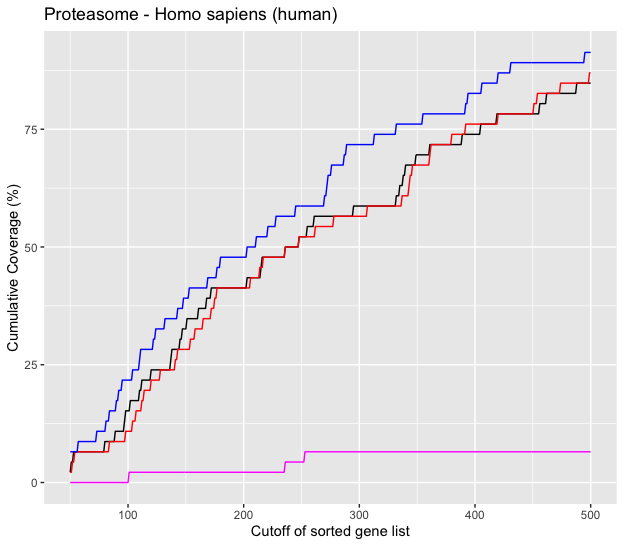 Proteasome - Homo sapiens (human)
Cumulative Coverage (%)
75
50
25
0
100 200 300 400 500
Cutoff of sorted gene list